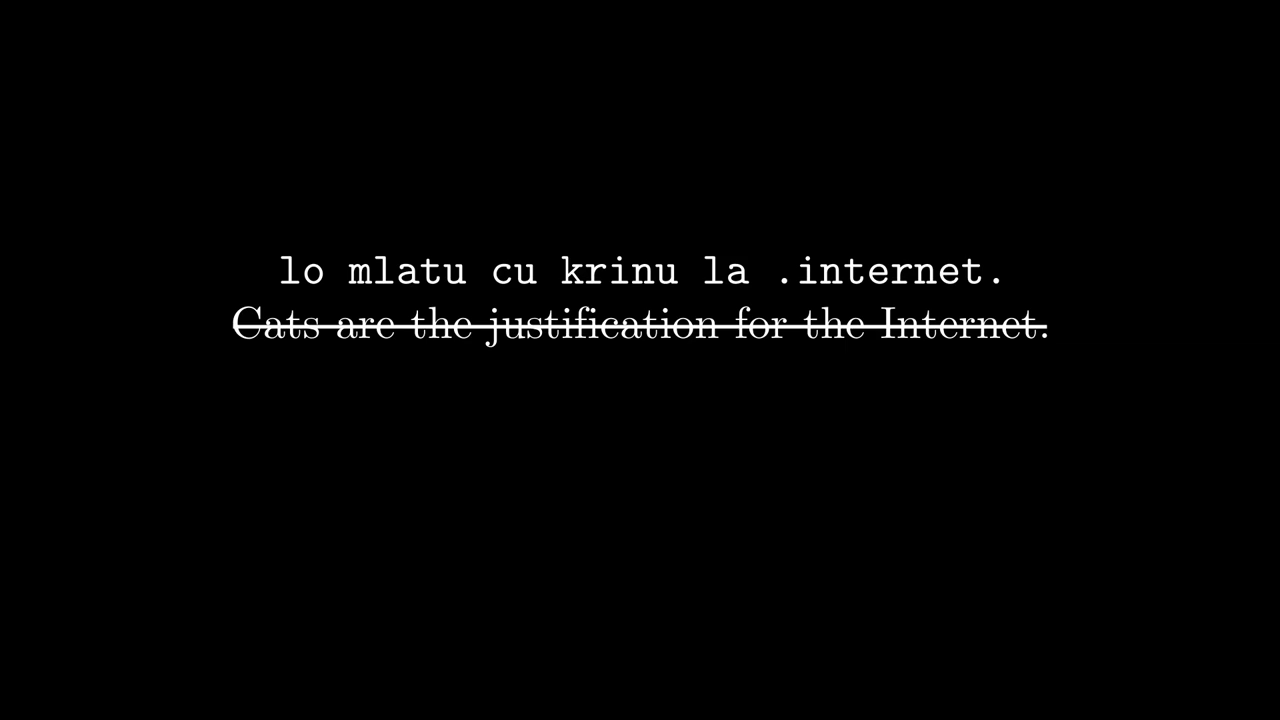 lo mlatu cu krinu la .internet.
Cats are the justification for the Internet.